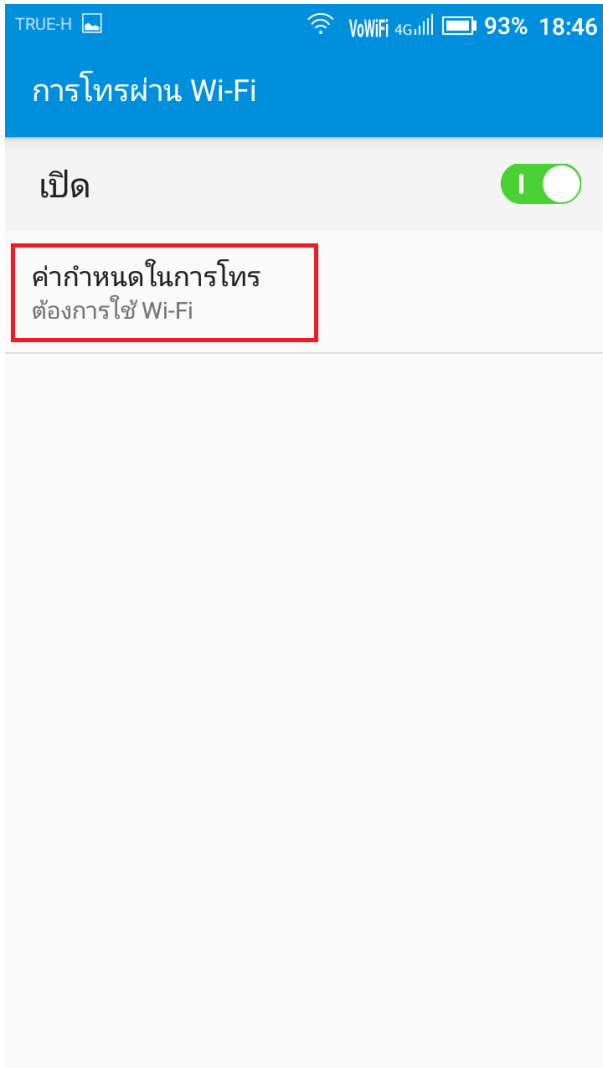 TRUE-H VoWiFi 4G 93% 18:46
การโทรผ่าน Wi-Fi
เปิด
ค่ากำหนดในการโทร
ต้องการใช้ Wi-Fi